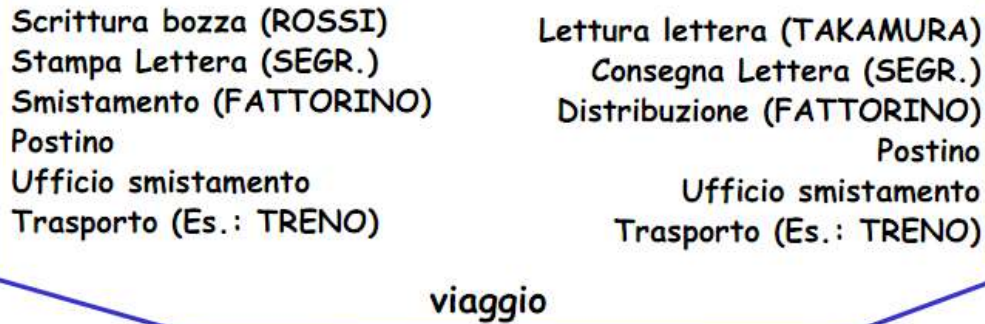 Scrittura bozza (ROSSI)
Stampa Lettera (SEGR.)
Smistamento (FATTORINO)
Postino
Ufficio smistamento
Trasporto (Es.: TRENO)
Lettura lettera (TAKAMURA)
Consegna Lettera (SEGR.)
Distribuzione (FATTORINO)
Postino
Ufficio smistamento
Trasporto (Es.: TRENO)
viaggio